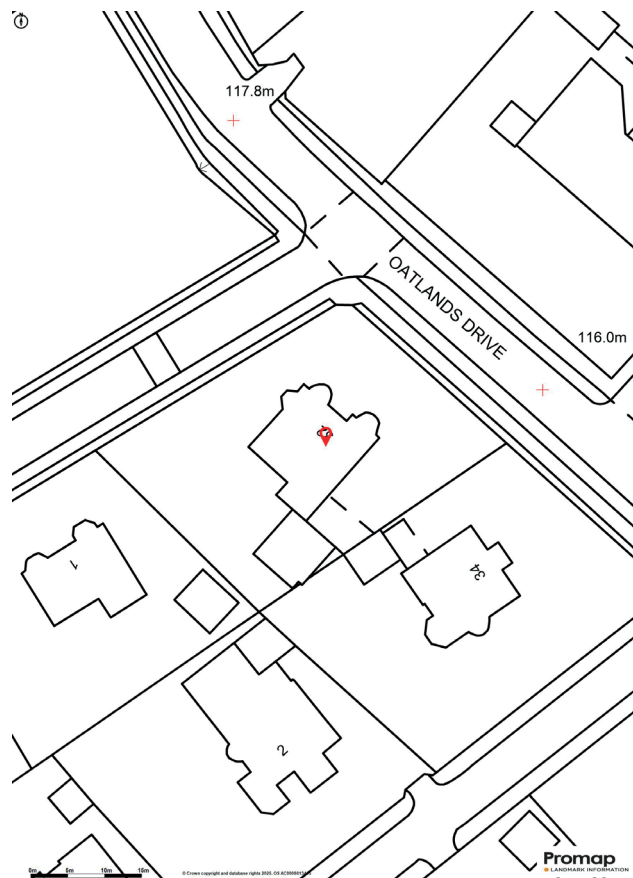 117.8m
OATLANDS DRIVE
116.0m
1
34
2
0m 5m 10m 15m
Promap
LANDMARK INFORMATION